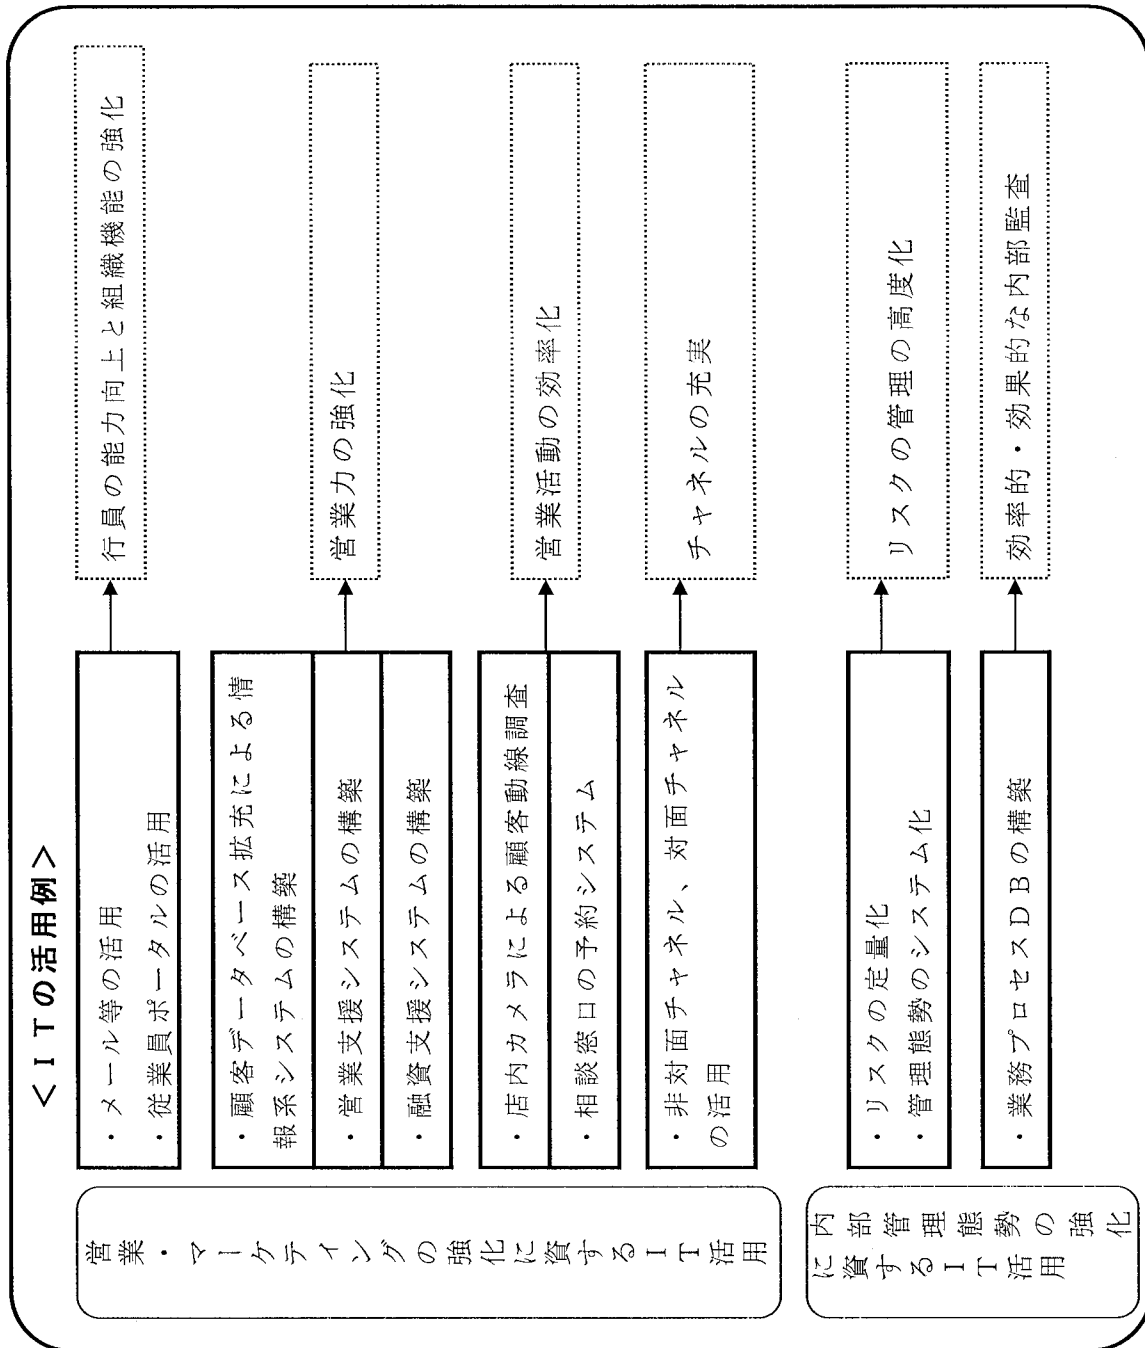 ＜ＩＴの活用例＞
営業・マーケティングの強化に資するＩＴ活用
・メール等の活用
・従業員ポータルの活用
行員の能力向上と組織機能の強化
・顧客データベース拡充による情
報系システムの構築
・営業支援システムの構築
・融資支援システムの構築
営業力の強化
・店内カメラによる顧客動線調査
・相談窓口の予約システム
営業活動の効率化
・非対面チャネル、対面チャネル
の活用
チャネルの充実
内部管理態勢の強化
に資するＩＴ活用
・リスクの定量化
・管理態勢のシステム化
リスクの管理の高度化
・業務プロセスＤＢの構築
効率的・効果的な内部監査